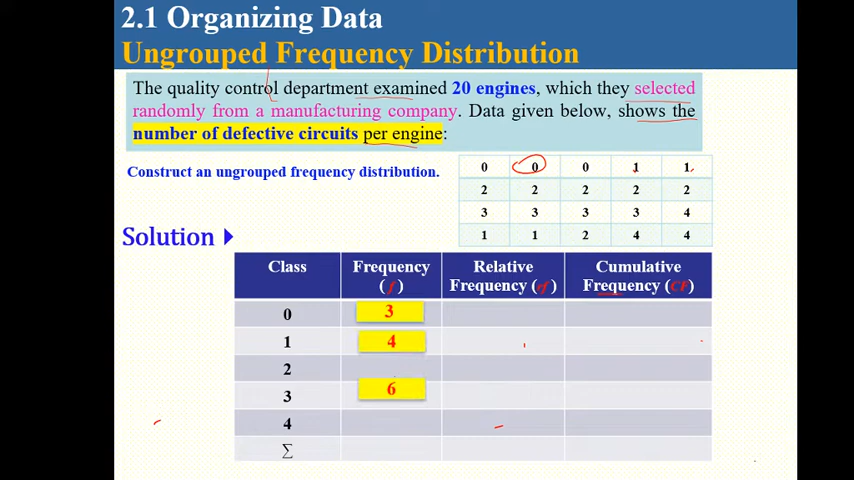 2.1 Organizing Data
Ungrouped Frequency Distribution
The quality control department examined 20 engines, which they selected
randomly from a manufacturing company. Data given below, shows the
number of defective circuits per engine:
Construct an ungrouped frequency distribution.
0 0 0 1 1
2 2 2 2 2
3 3 3 3 4
1 1 2 4 4
Solution
Class Frequency (f) Relative Frequency (rf) Cumulative Frequency (CF)
0 3
1 4
2
3 6
4
∑